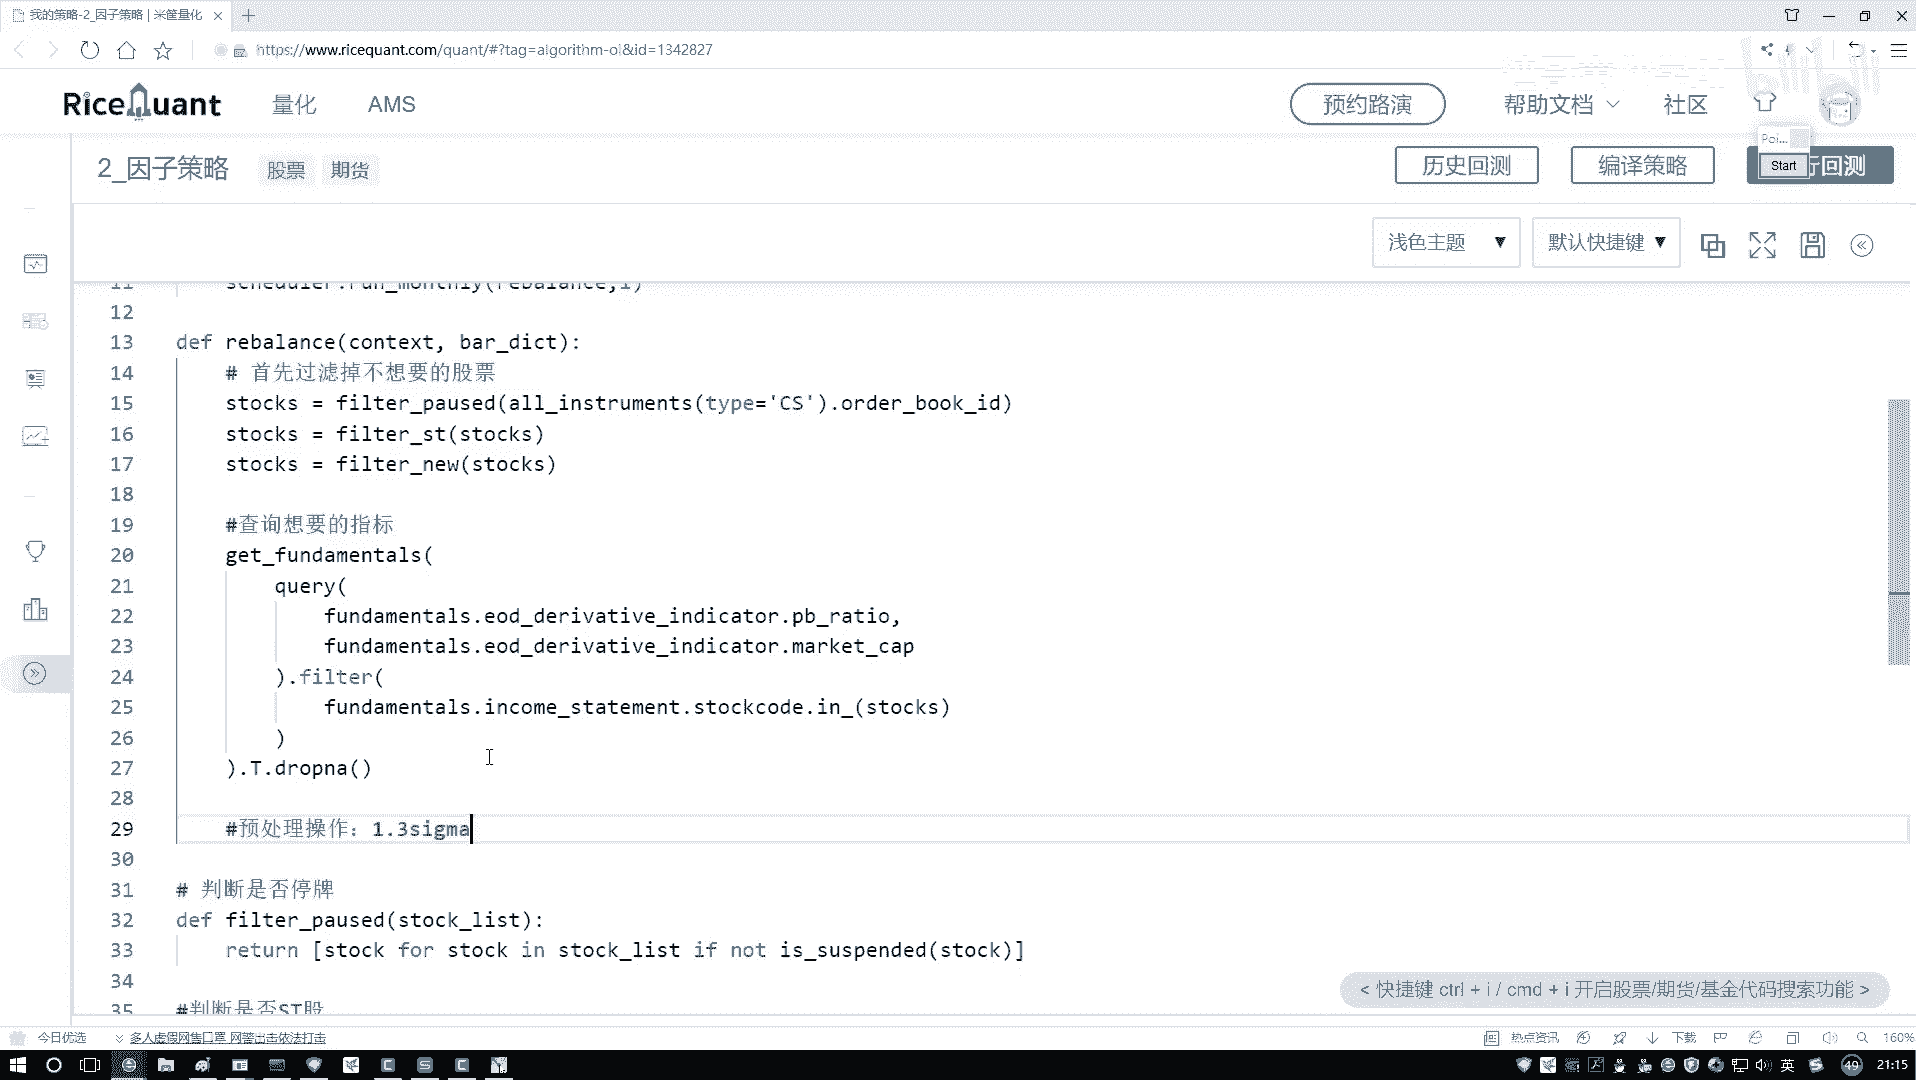 我的策略-2_因子策略 | 米筐量化
https://www.ricequant.com/quant/#?tag=algorithm-ol&id=1342827
RiceQuant 量化 AMS 预约路演 帮助文档 社区
Poi...
2_因子策略 股票 期货 历史回测 编译策略 Start 行回测
浅色主题 ▼ 默认快捷键 ▼
11 scheduler.run_monthly(rebalance,1)
12
13 def rebalance(context, bar_dict):
14 # 首先过滤掉不想要的股票
15 stocks = filter_paused(all_instruments(type='CS').order_book_id)
16 stocks = filter_st(stocks)
17 stocks = filter_new(stocks)
18
19 #查询想要的指标
20 get_fundamentals(
21 query(
22 fundamentals.eod_derivative_indicator.pb_ratio,
23 fundamentals.eod_derivative_indicator.market_cap
24 ).filter(
25 fundamentals.income_statement.stockcode.in_(stocks)
26 )
27 ).T.dropna()
28
29 #预处理操作：1.3sigma
30
31 # 判断是否停牌
32 def filter_paused(stock_list):
33 return [stock for stock in stock_list if not is_suspended(stock)]
34
35 #判断是否ST股
< 快捷键 ctrl + i / cmd + i 开启股票/期货/基金代码搜索功能 >
今日优选 多人虚假网售口罩 网警出击依法打击 热点资讯 下载 160%
英 49 21:15